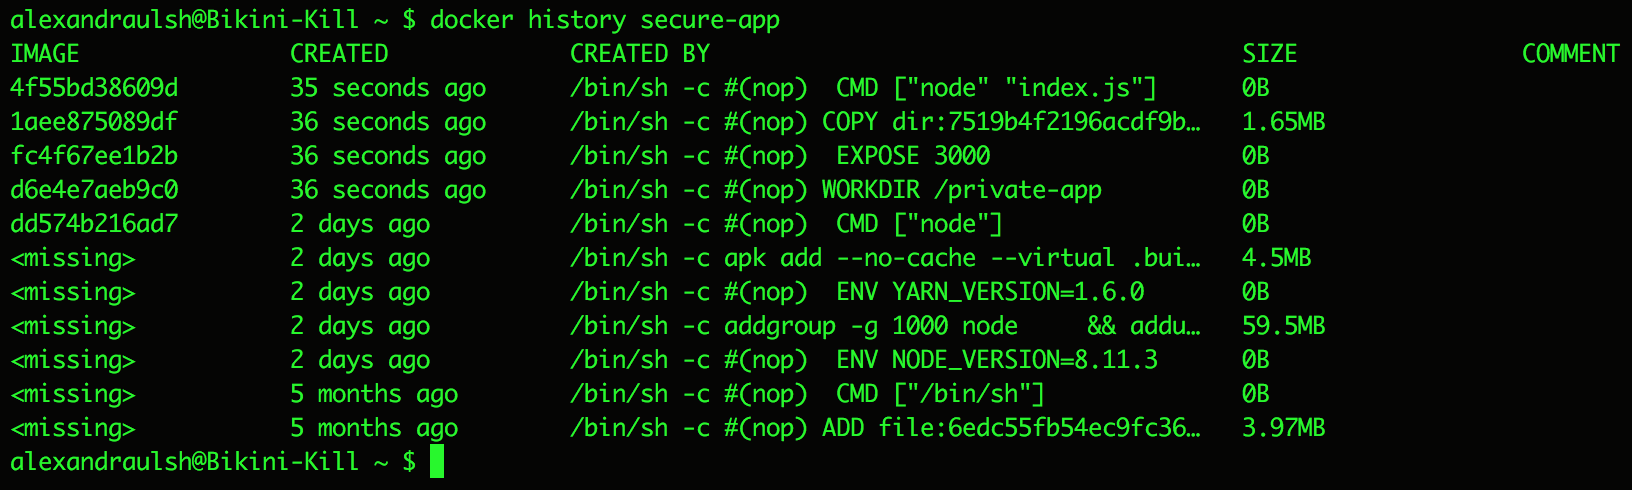 alexandraulsh@Bikini-Kill ~ $ docker history secure-app
IMAGE               CREATED             CREATED BY                                      SIZE                COMMENT
4f55bd38609d        35 seconds ago      /bin/sh -c #(nop)  CMD ["node" "index.js"]      0B
1aee875089df        36 seconds ago      /bin/sh -c #(nop) COPY dir:7519b4f2196acdf9b…   1.65MB
fc4f67ee1b2b        36 seconds ago      /bin/sh -c #(nop)  EXPOSE 3000                  0B
d6e4e7aeb9c0        36 seconds ago      /bin/sh -c #(nop) WORKDIR /private-app          0B
dd574b216ad7        2 days ago          /bin/sh -c #(nop)  CMD ["node"]                 0B
<missing>           2 days ago          /bin/sh -c apk add --no-cache --virtual .bui…   4.5MB
<missing>           2 days ago          /bin/sh -c #(nop)  ENV YARN_VERSION=1.6.0       0B
<missing>           2 days ago          /bin/sh -c addgroup -g 1000 node     && addu…   59.5MB
<missing>           2 days ago          /bin/sh -c #(nop)  ENV NODE_VERSION=8.11.3      0B
<missing>           5 months ago        /bin/sh -c #(nop)  CMD ["/bin/sh"]              0B
<missing>           5 months ago        /bin/sh -c #(nop) ADD file:6edc55fb54ec9fc36…   3.97MB
alexandraulsh@Bikini-Kill ~ $